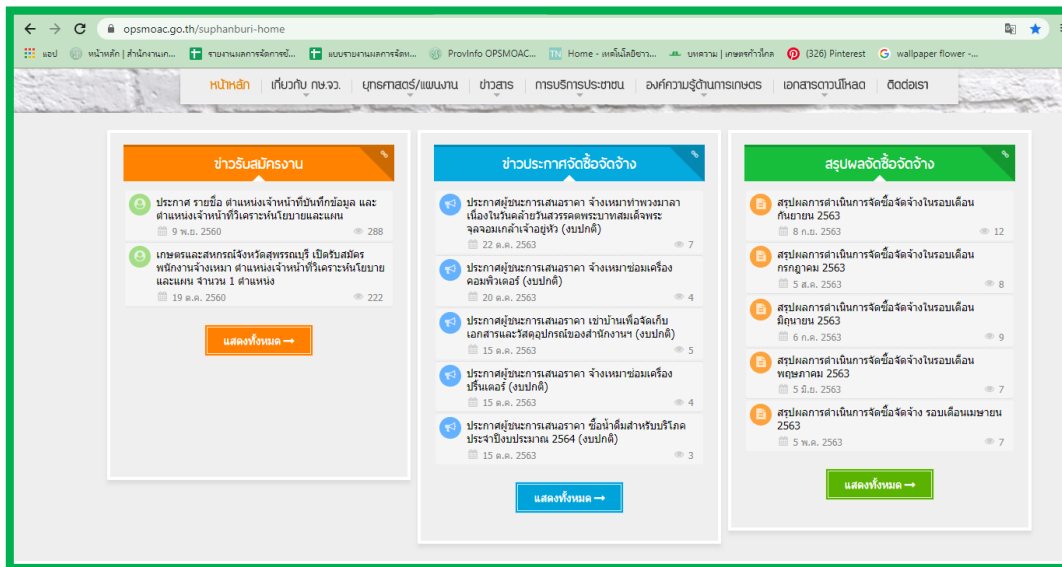 opsmoac.go.th/suphanburi-home
แอป หน้าหลัก | สำนักงานเก... รายงานผลการจัดการข้... แบบรายงานผลการจัดห... ProvInfo OPSMOAC... Home - เทคโนโลยีชาว... บทความ | เกษตรก้าวไกล (326) Pinterest wallpaper flower -...
หน้าหลัก เกี่ยวกับ กษ.จว. ยุทธศาสตร์/แผนงาน ข่าวสาร การบริการประชาชน องค์ความรู้ด้านการเกษตร เอกสารดาวน์โหลด ติดต่อเรา
ข่าวรับสมัครงาน
ประกาศ รายชื่อ ตำแหน่งเจ้าหน้าที่บันทึกข้อมูล และ
ตำแหน่งเจ้าหน้าที่วิเคราะห์นโยบายและแผน
9 พ.ย. 2560 288
เกษตรและสหกรณ์จังหวัดสุพรรณบุรี เปิดรับสมัคร
พนักงานจ้างเหมา ตำแหน่งเจ้าหน้าที่วิเคราะห์นโยบาย
และแผน จำนวน 1 ตำแหน่ง
19 ต.ค. 2560 222
แสดงทั้งหมด →
ข่าวประกาศจัดซื้อจัดจ้าง
ประกาศผู้ชนะการเสนอราคา จ้างเหมาทำพวงมาลา
เนื่องในวันคล้ายวันสวรรคตพระบาทสมเด็จพระ
จุลจอมเกล้าเจ้าอยู่หัว (งบปกติ)
22 ต.ค. 2563 7
ประกาศผู้ชนะการเสนอราคา จ้างเหมาซ่อมเครื่อง
คอมพิวเตอร์ (งบปกติ)
20 ต.ค. 2563 4
ประกาศผู้ชนะการเสนอราคา เช่าบ้านเพื่อจัดเก็บ
เอกสารและวัสดุอุปกรณ์ของสำนักงานฯ (งบปกติ)
15 ต.ค. 2563 5
ประกาศผู้ชนะการเสนอราคา จ้างเหมาซ่อมเครื่อง
ปริ้นเตอร์ (งบปกติ)
15 ต.ค. 2563 4
ประกาศผู้ชนะการเสนอราคา ซื้อน้ำดื่มสำหรับบริโภค
ประจำปีงบประมาณ 2564 (งบปกติ)
15 ต.ค. 2563 3
แสดงทั้งหมด →
สรุปผลจัดซื้อจัดจ้าง
สรุปผลการดำเนินการจัดซื้อจัดจ้างในรอบเดือน
กันยายน 2563
8 ก.ย. 2563 12
สรุปผลการดำเนินการจัดซื้อจัดจ้างในรอบเดือน
กรกฎาคม 2563
5 ส.ค. 2563 8
สรุปผลการดำเนินการจัดซื้อจัดจ้างในรอบเดือน
มิถุนายน 2563
6 ก.ค. 2563 9
สรุปผลการดำเนินการจัดซื้อจัดจ้างในรอบเดือน
พฤษภาคม 2563
5 มิ.ย. 2563 7
สรุปผลการดำเนินการจัดซื้อจัดจ้าง รอบเดือนเมษายน
2563
5 พ.ค. 2563 7
แสดงทั้งหมด →